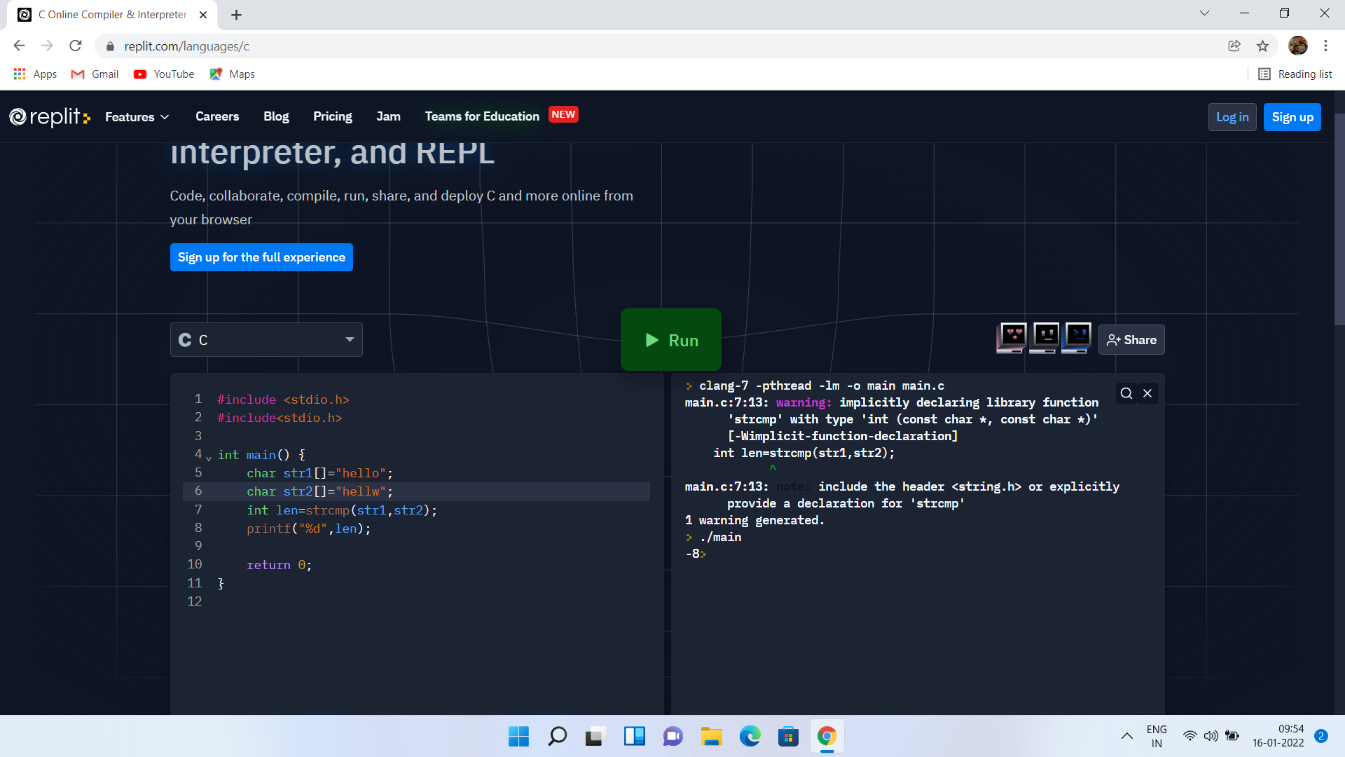 C Online Compiler & Interpreter
replit.com/languages/c
Apps Gmail YouTube Maps Reading list
replit Features Careers Blog Pricing Jam Teams for Education NEW Log in Sign up
interpreter, and REPL
Code, collaborate, compile, run, share, and deploy C and more online from
your browser
Sign up for the full experience
C C
Run
Share
1 #include <stdio.h>
2 #include<stdio.h>
3
4 int main() {
5 char str1[]="hello";
6 char str2[]="hellw";
7 int len=strcmp(str1,str2);
8 printf("%d",len);
9
10 return 0;
11 }
12
> clang-7 -pthread -lm -o main main.c
main.c:7:13: warning: implicitly declaring library function
'strcmp' with type 'int (const char *, const char *)'
[-Wimplicit-function-declaration]
int len=strcmp(str1,str2);
^
main.c:7:13: note: include the header <string.h> or explicitly
provide a declaration for 'strcmp'
1 warning generated.
> ./main
-8>
ENG
IN
09:54
16-01-2022
2